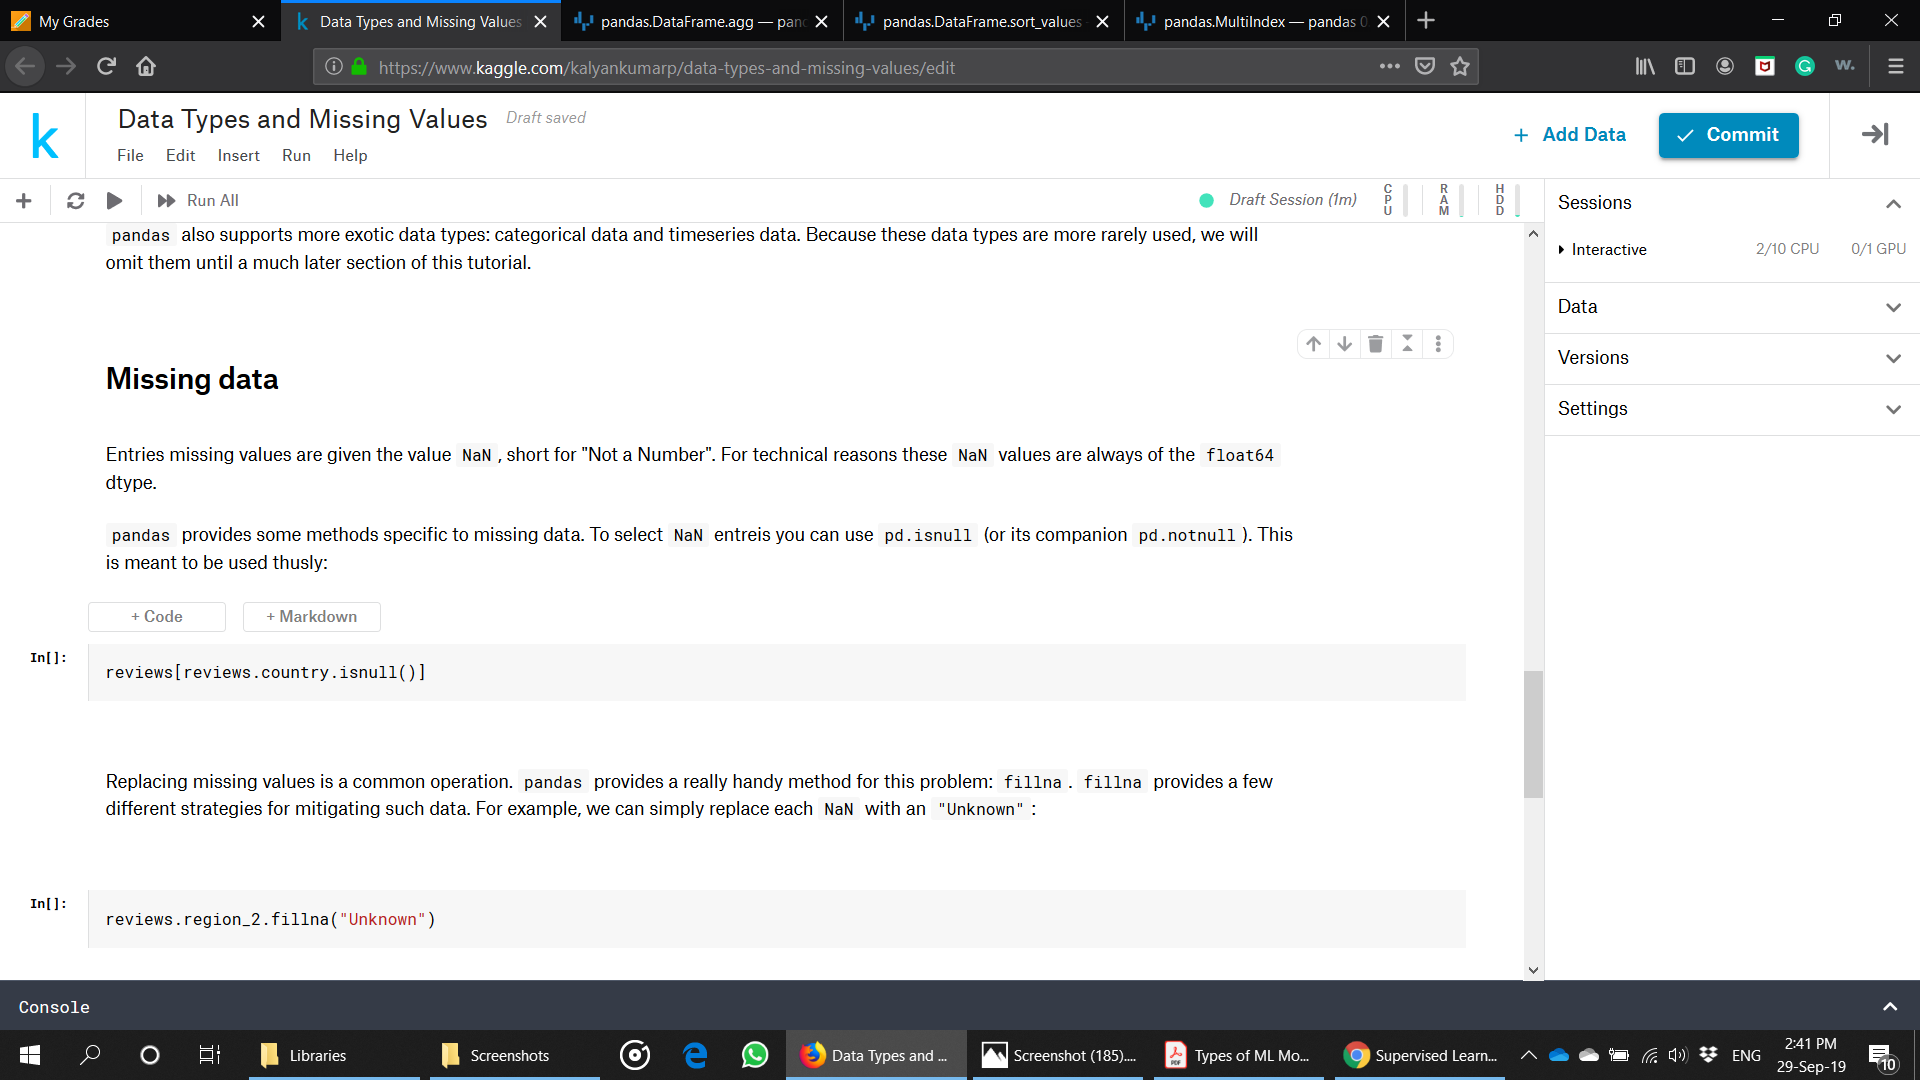 My Grades
Data Types and Missing Values
pandas.DataFrame.agg — pan
pandas.DataFrame.sort_values
pandas.MultiIndex — pandas 0
https://www.kaggle.com/kalyankumarp/data-types-and-missing-values/edit
w.
k
Data Types and Missing Values Draft saved
File Edit Insert Run Help
+ Add Data
Commit
Run All
Draft Session (1m)
CPU
RAM
HDD
Sessions
Interactive 2/10 CPU 0/1 GPU
Data
Versions
Settings
pandas also supports more exotic data types: categorical data and timeseries data. Because these data types are more rarely used, we will
omit them until a much later section of this tutorial.
Missing data
Entries missing values are given the value NaN , short for "Not a Number". For technical reasons these NaN values are always of the float64
dtype.
pandas provides some methods specific to missing data. To select NaN entreis you can use pd.isnull (or its companion pd.notnull ). This
is meant to be used thusly:
+ Code + Markdown
In[]:
reviews[reviews.country.isnull()]
Replacing missing values is a common operation. pandas provides a really handy method for this problem: fillna . fillna provides a few
different strategies for mitigating such data. For example, we can simply replace each NaN with an "Unknown" :
In[]:
reviews.region_2.fillna("Unknown")
Console
Libraries
Screenshots
Data Types and ...
Screenshot (185)....
Types of ML Mo...
Supervised Learn...
ENG
2:41 PM
29-Sep-19
10